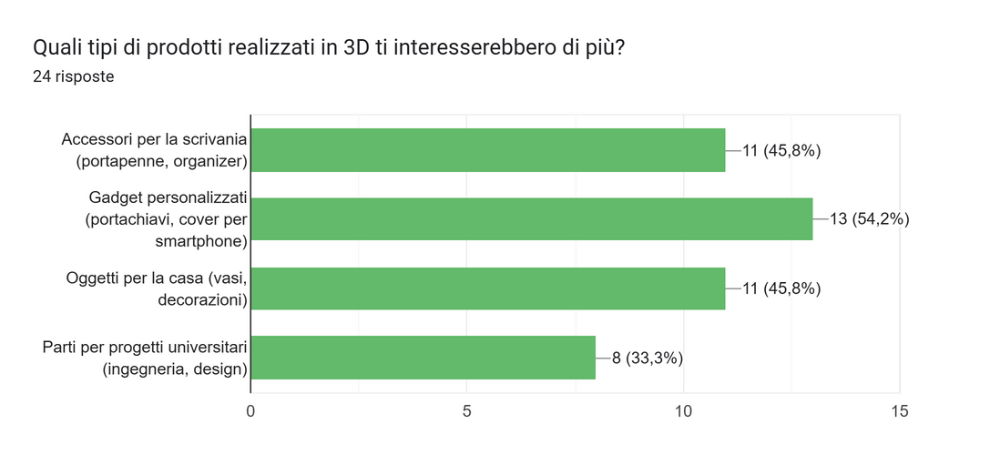 Quali tipi di prodotti realizzati in 3D ti interesserebbero di più?
24 risposte
Accessori per la scrivania
(portapenne, organizer)
11 (45,8%)
Gadget personalizzati
(portachiavi, cover per
smartphone)
13 (54,2%)
Oggetti per la casa (vasi,
decorazioni)
11 (45,8%)
Parti per progetti universitari
(ingegneria, design)
8 (33,3%)
0 5 10 15